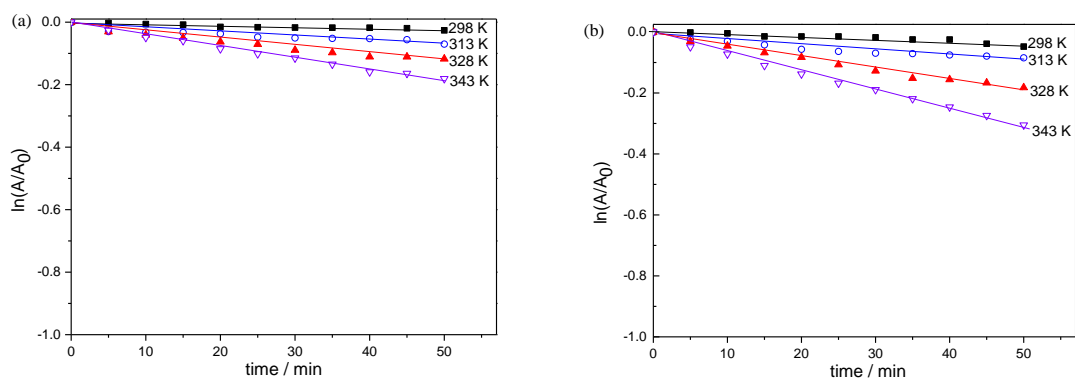 (a)
ln(A/A0)
0.0
-0.2
-0.4
-0.6
-0.8
-1.0
298 K
313 K
328 K
343 K
0 10 20 30 40 50
time / min
(b)
ln(A/A0)
0.0
-0.2
-0.4
-0.6
-0.8
-1.0
298 K
313 K
328 K
343 K
0 10 20 30 40 50
time / min